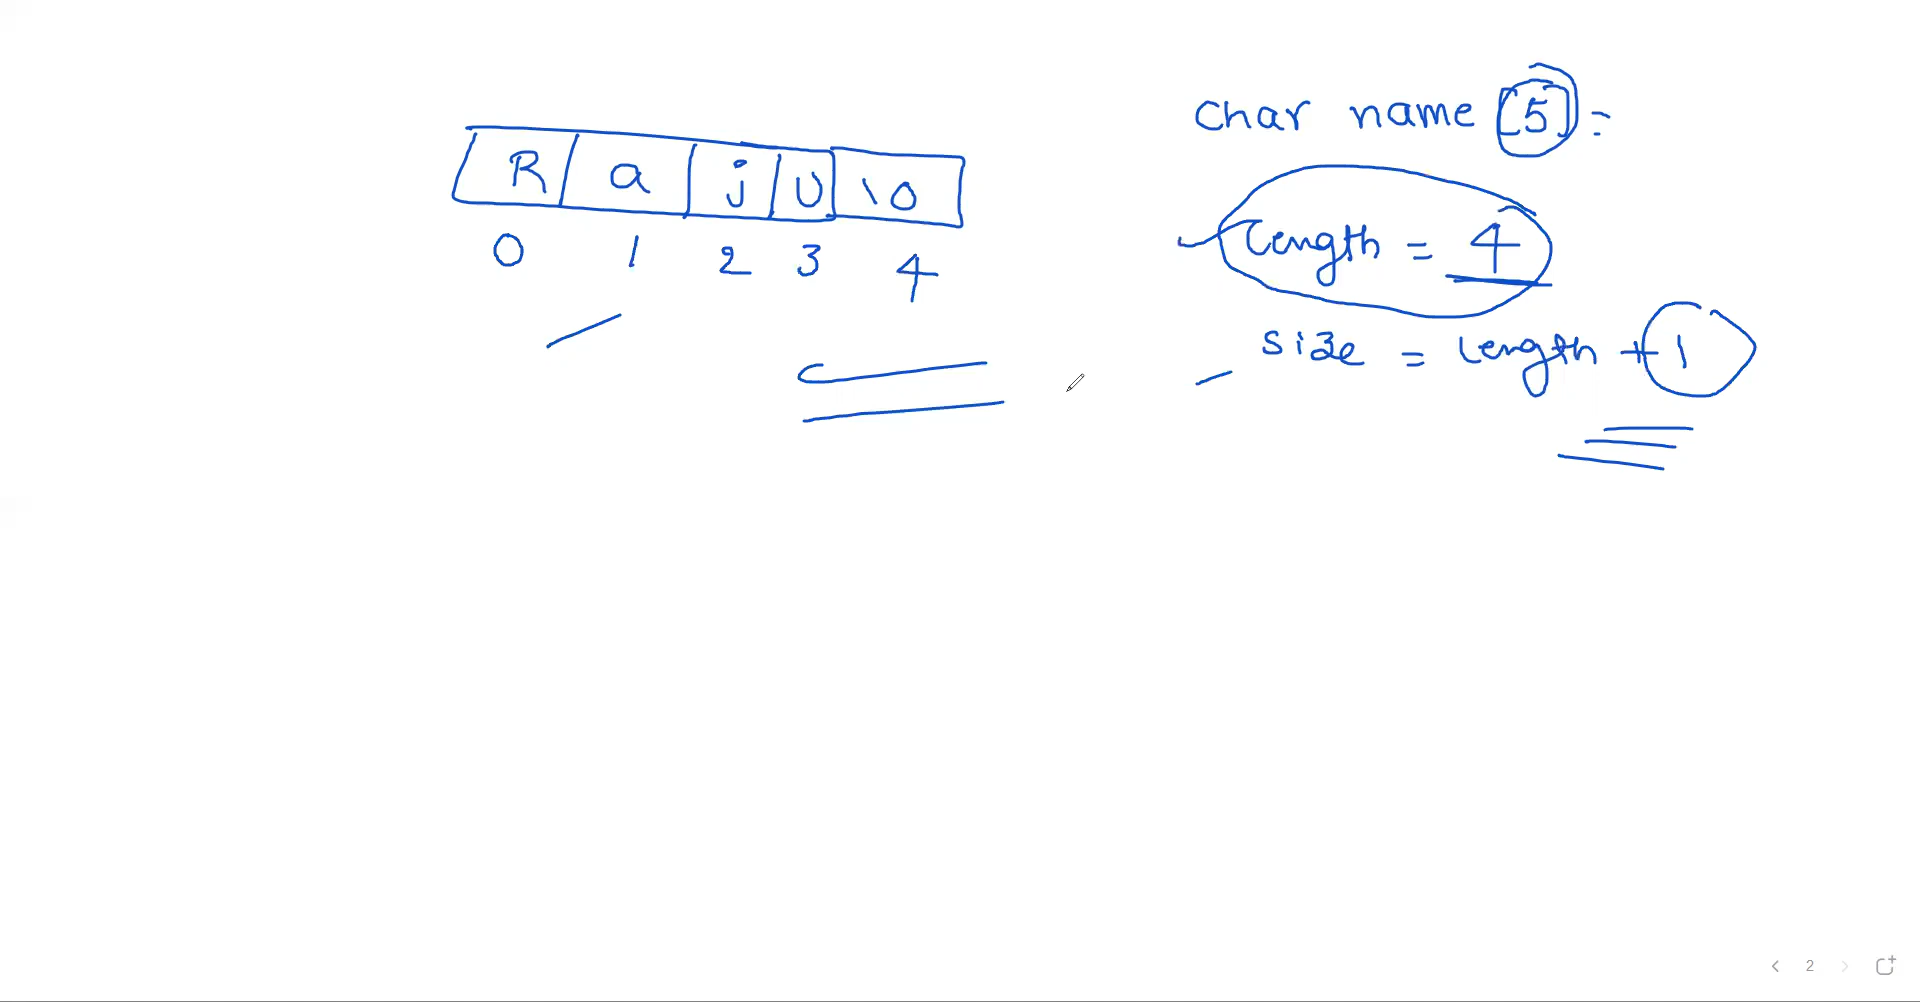 R a j u \0
0 1 2 3 4
char name [5] =
length = 4
size = length + 1
2